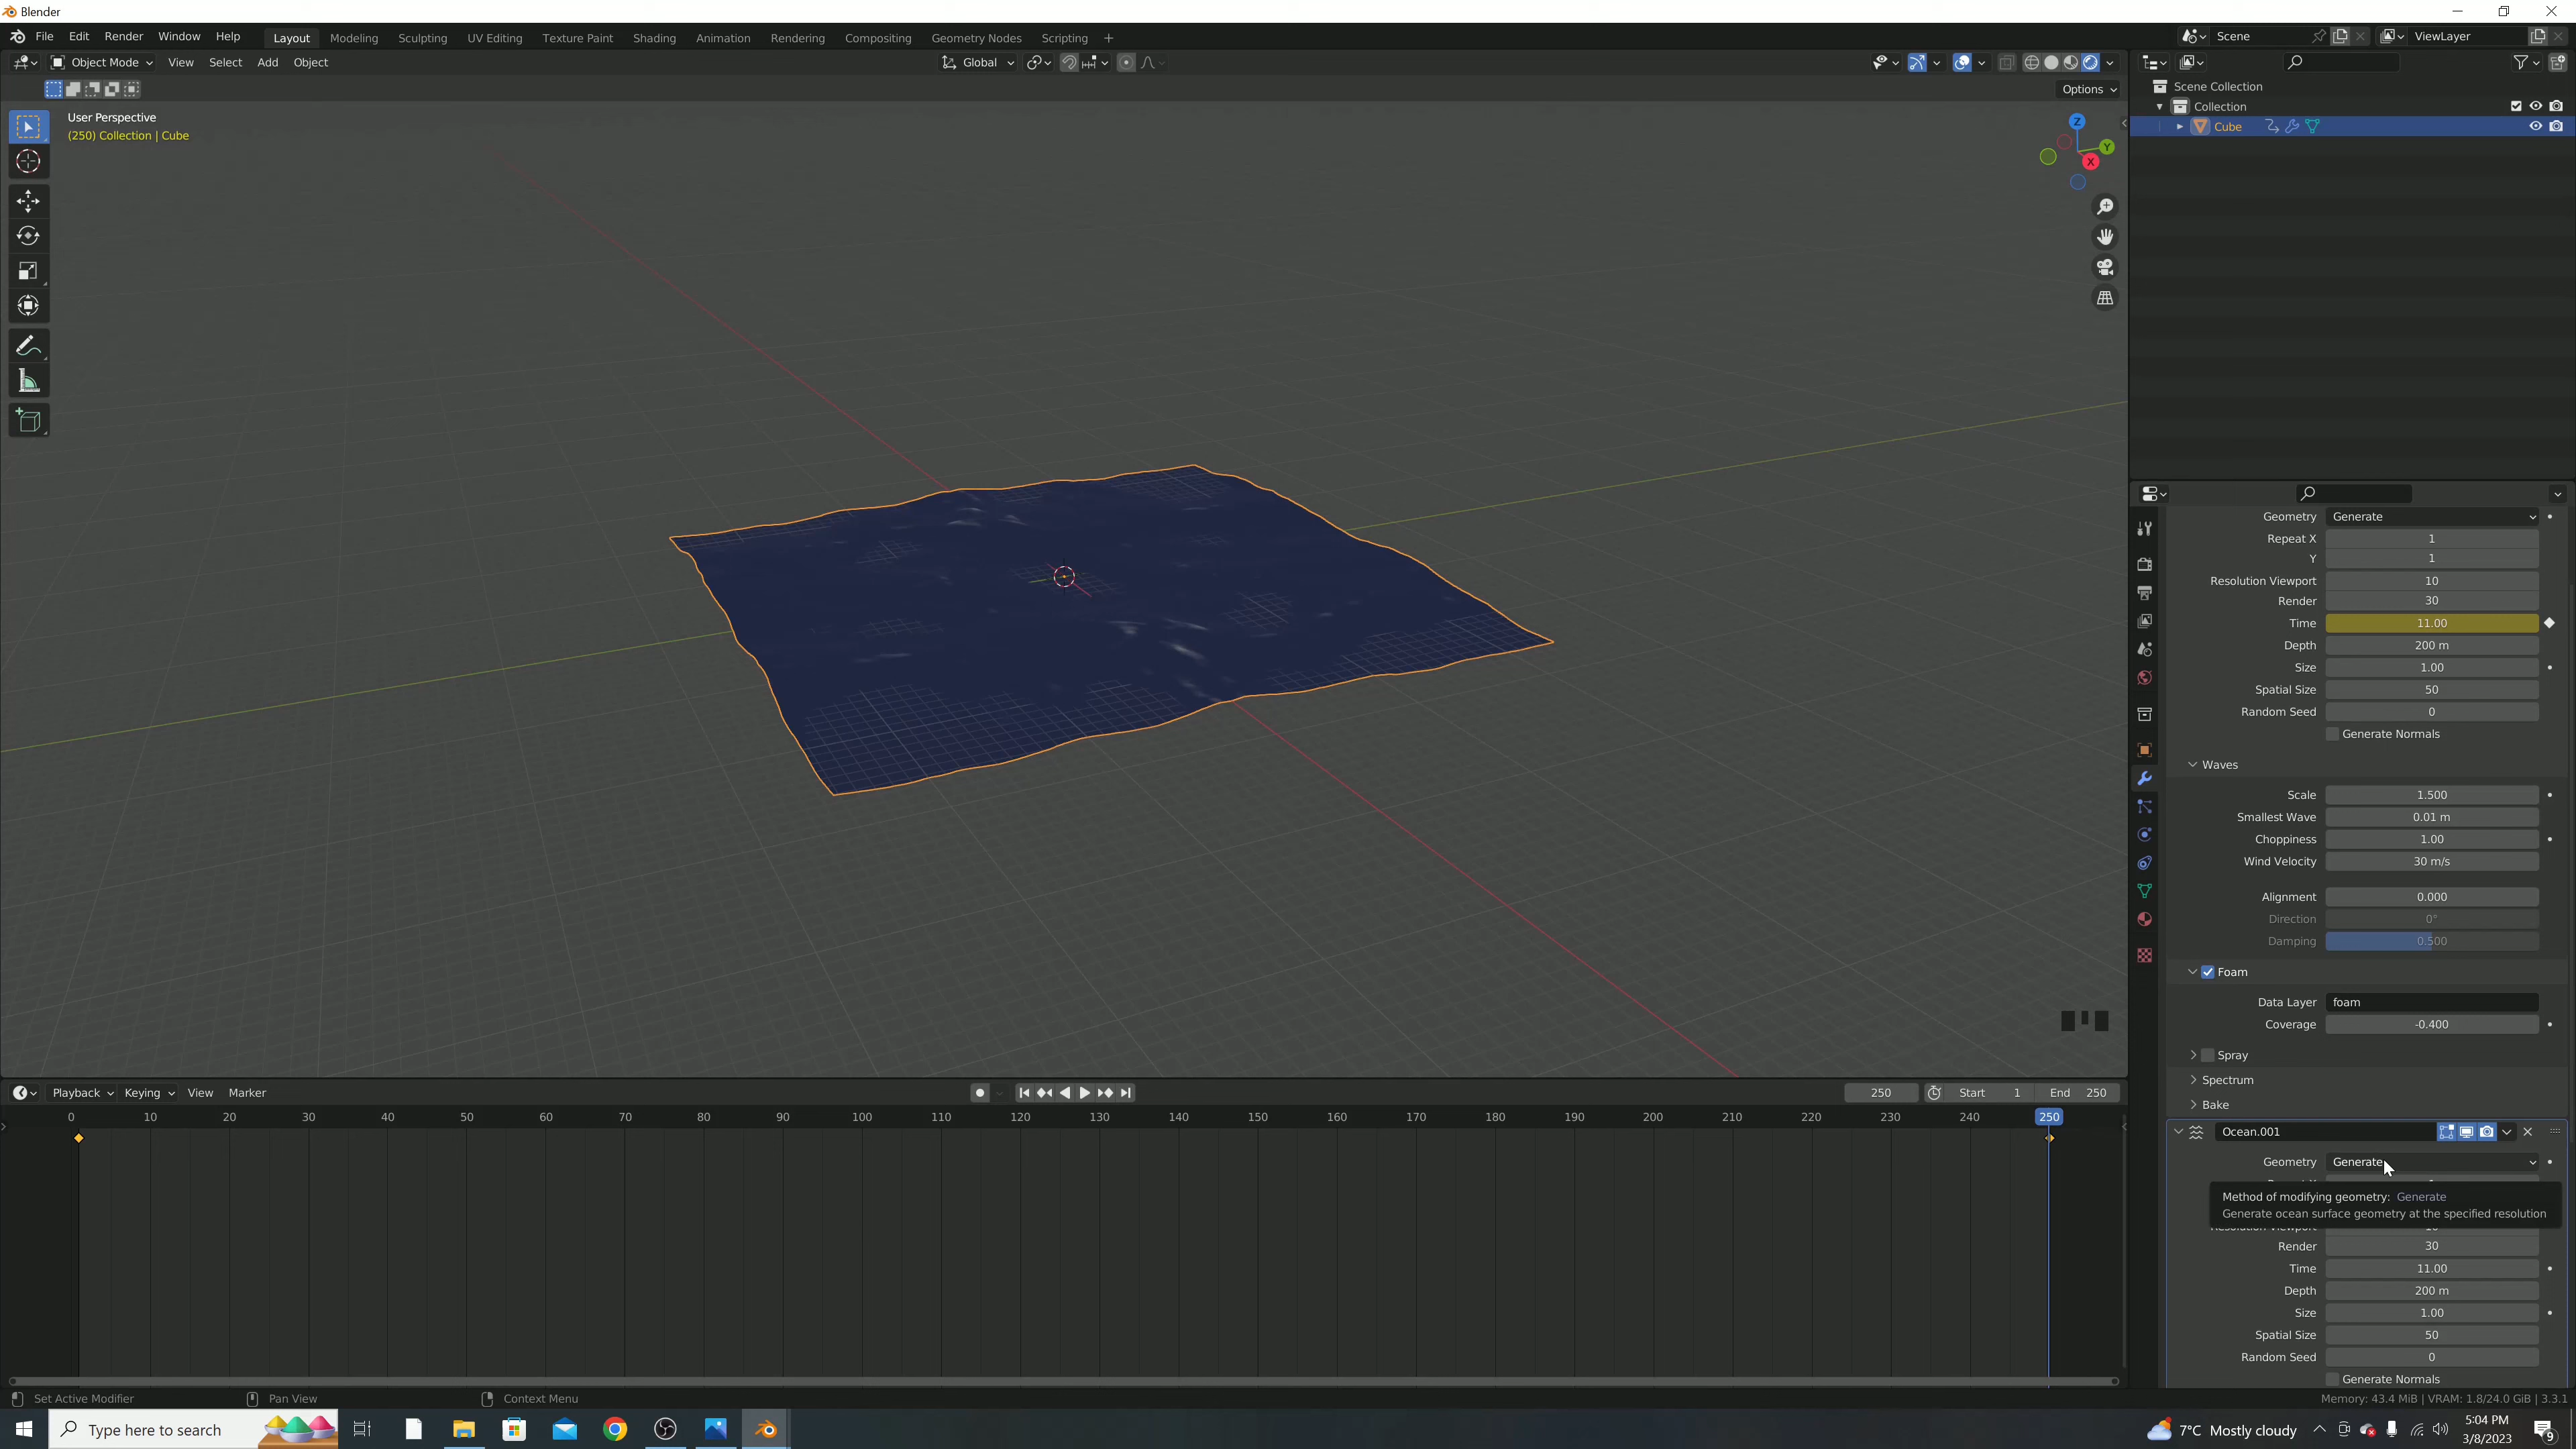 Blender
File Edit Render Window Help Layout Modeling Sculpting UV Editing Texture Paint Shading Animation Rendering Compositing Geometry Nodes Scripting +
Scene ViewLayer
Object Mode View Select Add Object Global
Options
User Perspective
(250) Collection | Cube
Z
Y
X
Scene Collection
Collection
Cube
Geometry Generate
Repeat X 1
Y 1
Resolution Viewport 10
Render 30
Time 11.00
Depth 200 m
Size 1.00
Spatial Size 50
Random Seed 0
Generate Normals
Waves
Scale 1.500
Smallest Wave 0.01 m
Choppiness 1.00
Wind Velocity 30 m/s
Alignment 0.000
Direction 0°
Damping 0.500
Foam
Data Layer foam
Coverage -0.400
Spray
Spectrum
Bake
Ocean.001
Geometry Generate
Method of modifying geometry: Generate
Generate ocean surface geometry at the specified resolution
Render 30
Time 11.00
Depth 200 m
Size 1.00
Spatial Size 50
Random Seed 0
Generate Normals
Playback Keying View Marker
250 Start 1 End 250
0 10 20 30 40 50 60 70 80 90 100 110 120 130 140 150 160 170 180 190 200 210 220 230 240 250
Set Active Modifier Pan View Context Menu
Memory: 43.4 MiB | VRAM: 1.8/24.0 GiB | 3.3.1
Type here to search
7°C Mostly cloudy
5:04 PM
3/8/2023
9